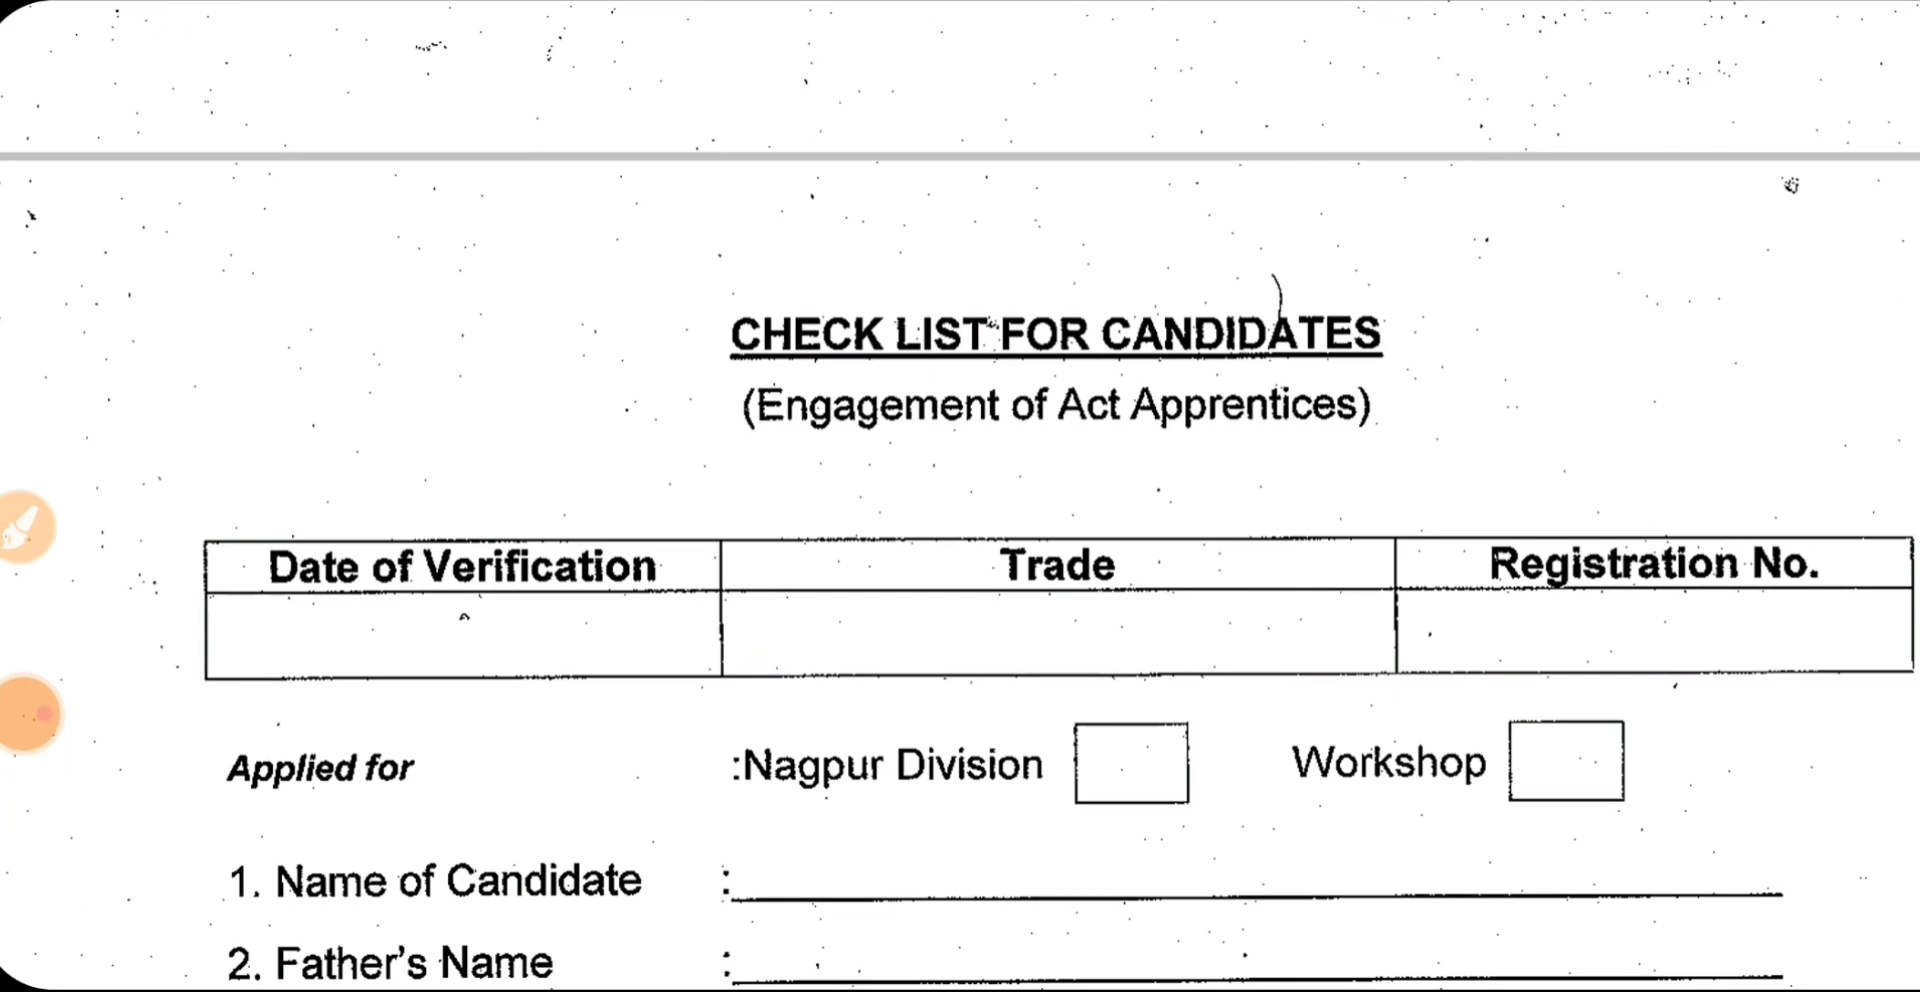 CHECK LIST FOR CANDIDATES
(Engagement of Act Apprentices)
Date of Verification Trade Registration No.
Applied for :Nagpur Division Workshop
1. Name of Candidate :
2. Father's Name :